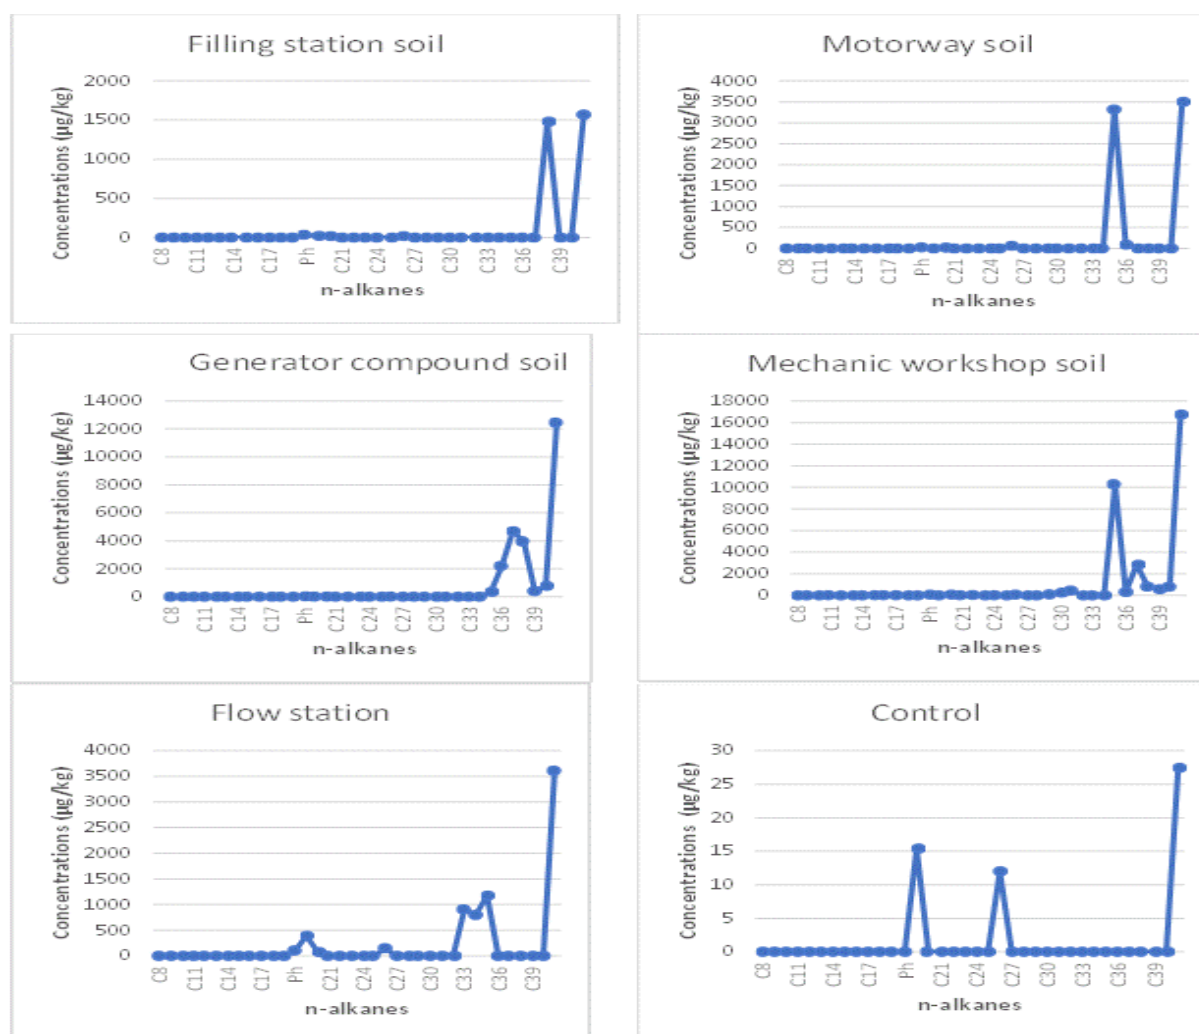 Filling station soil
Concentrations (µg/kg)
2000
1500
1000
500
0
C8
C11
C14
C17
Ph
C21
C24
C27
C30
C33
C36
C39
n-alkanes
Motorway soil
Concentrations (µg/kg)
4000
3500
3000
2500
2000
1500
1000
500
0
C8
C11
C14
C17
Ph
C21
C24
C27
C30
C33
C36
C39
n-alkanes
Generator compound soil
Concentrations (µg/kg)
14000
12000
10000
8000
6000
4000
2000
0
C8
C11
C14
C17
Ph
C21
C24
C27
C30
C33
C36
C39
n-alkanes
Mechanic workshop soil
Concentrations (µg/kg)
18000
16000
14000
12000
10000
8000
6000
4000
2000
0
C8
C11
C14
C17
Ph
C21
C24
C27
C30
C33
C36
C39
n-alkanes
Flow station
Concentrations (µg/kg)
4000
3500
3000
2500
2000
1500
1000
500
0
C8
C11
C14
C17
Ph
C21
C24
C27
C30
C33
C36
C39
n-alkanes
Control
Concentrations (µg/kg)
30
25
20
15
10
5
0
C8
C11
C14
C17
Ph
C21
C24
C27
C30
C33
C36
C39
n-alkanes